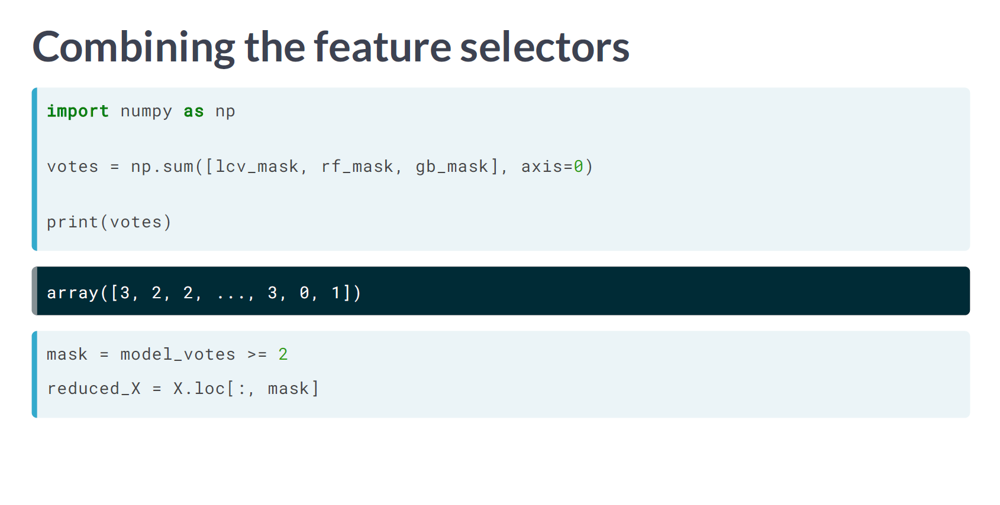 Combining the feature selectors
import numpy as np
votes = np.sum([lcv_mask, rf_mask, gb_mask], axis=0)
print(votes)
array([3, 2, 2, ..., 3, 0, 1])
mask = model_votes >= 2
reduced_X = X.loc[:, mask]